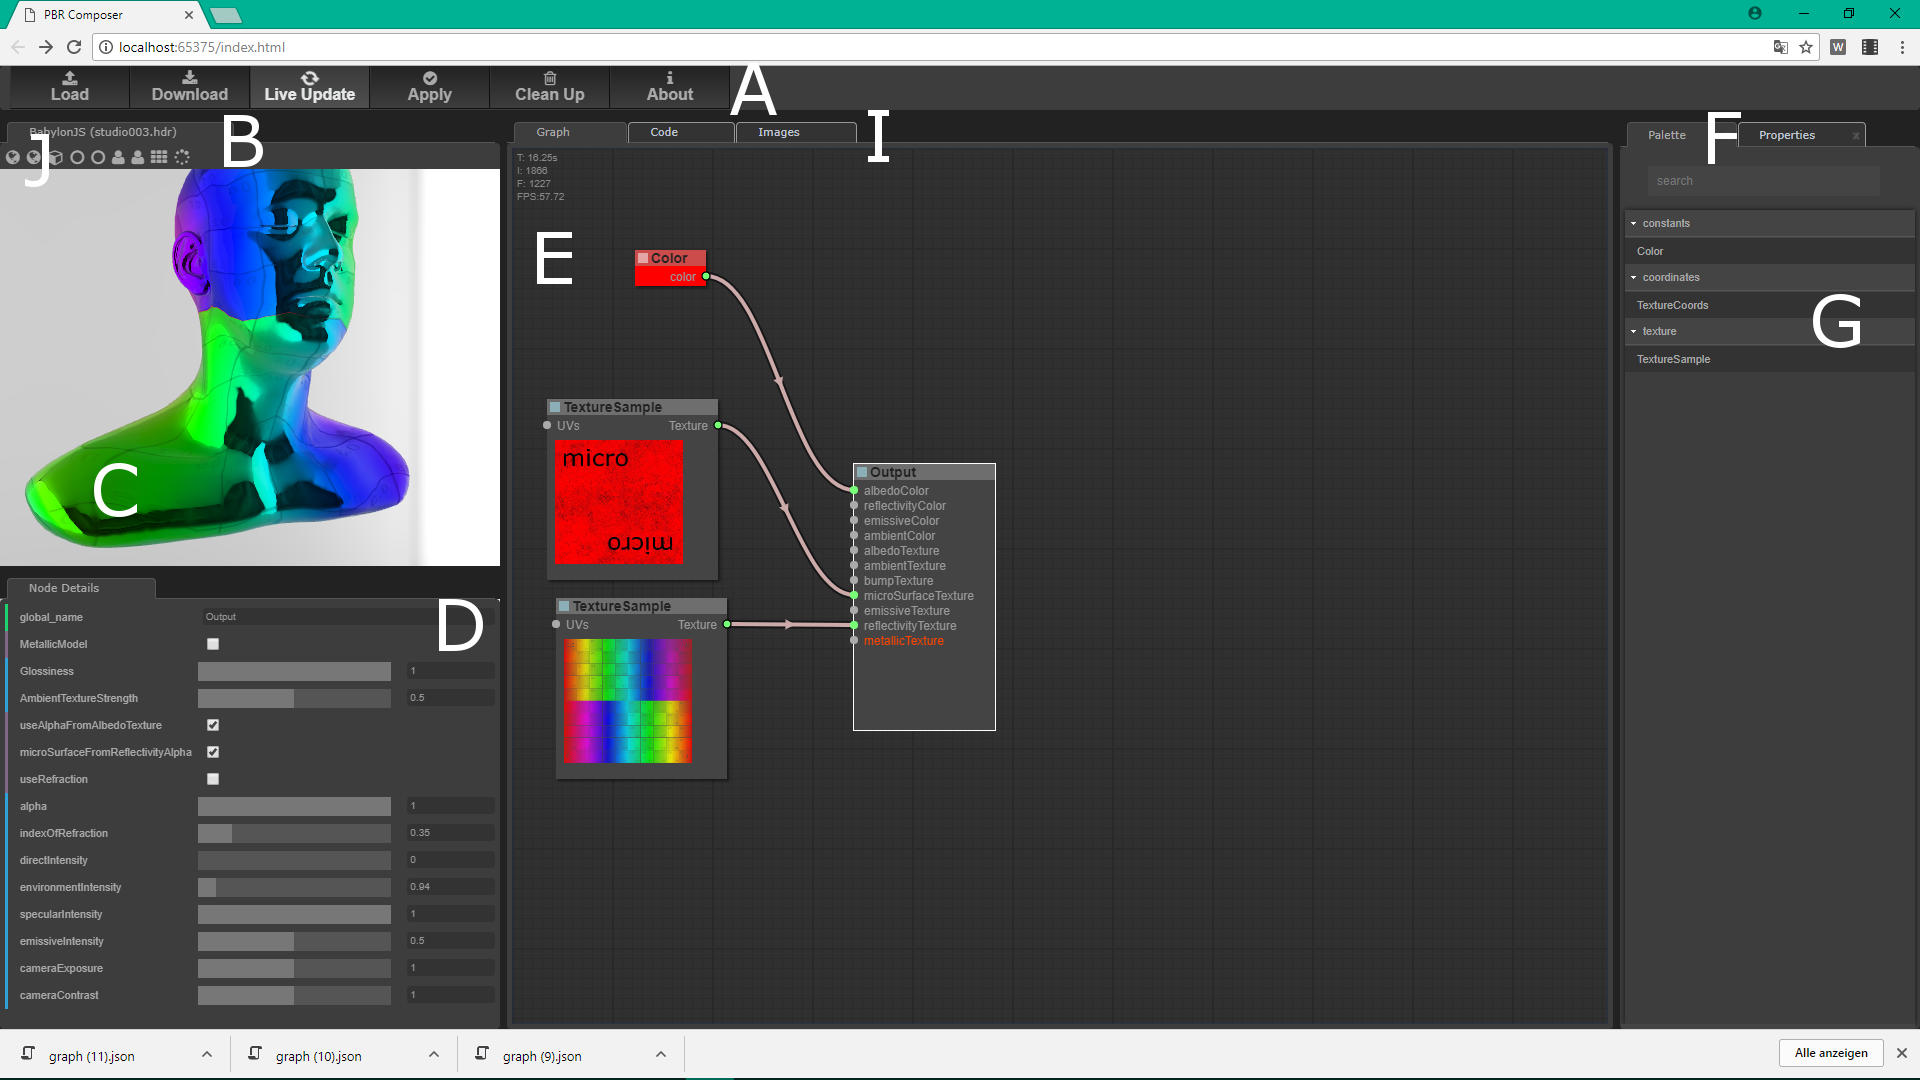 PBR Composer
localhost:65375/index.html
W
Load Download Live Update Apply Clean Up About
A
BabylonJS (studio003.hdr)
B
J
Graph Code Images
I
T: 16.25s
I: 1866
F: 1227
FPS:57.72
E
Color
color
TextureSample
UVs Texture
micro
micro
TextureSample
UVs Texture
Output
albedoColor
reflectivityColor
emissiveColor
ambientColor
albedoTexture
ambientTexture
bumpTexture
microSurfaceTexture
emissiveTexture
reflectivityTexture
metallicTexture
Palette F Properties x
search
constants
Color
coordinates
TextureCoords
G
texture
TextureSample
C
Node Details
D
global_name Output
MetallicModel
Glossiness 1
AmbientTextureStrength 0.5
useAlphaFromAlbedoTexture
microSurfaceFromReflectivityAlpha
useRefraction
alpha 1
indexOfRefraction 0.35
directIntensity 0
environmentIntensity 0.94
specularIntensity 1
emissiveIntensity 0.5
cameraExposure 1
cameraContrast 1
graph (11).json graph (10).json graph (9).json Alle anzeigen